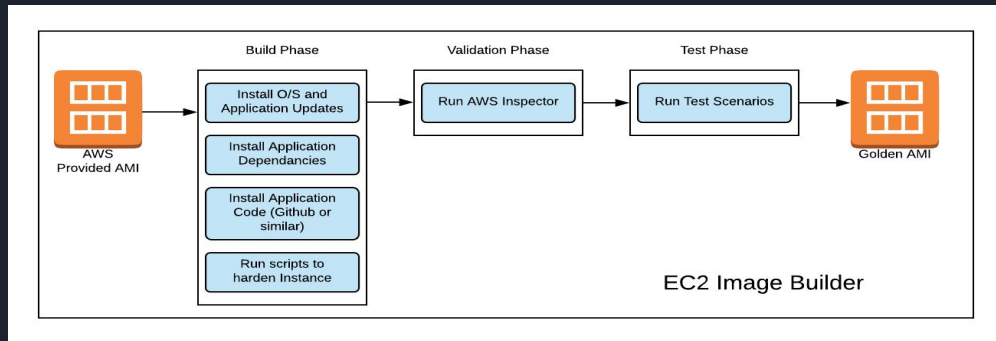 Build Phase
Validation Phase
Test Phase
AWS
Provided AMI
Install O/S and
Application Updates
Install Application
Dependancies
Install Application
Code (Github or
similar)
Run scripts to
harden Instance
Run AWS Inspector
Run Test Scenarios
Golden AMI
EC2 Image Builder